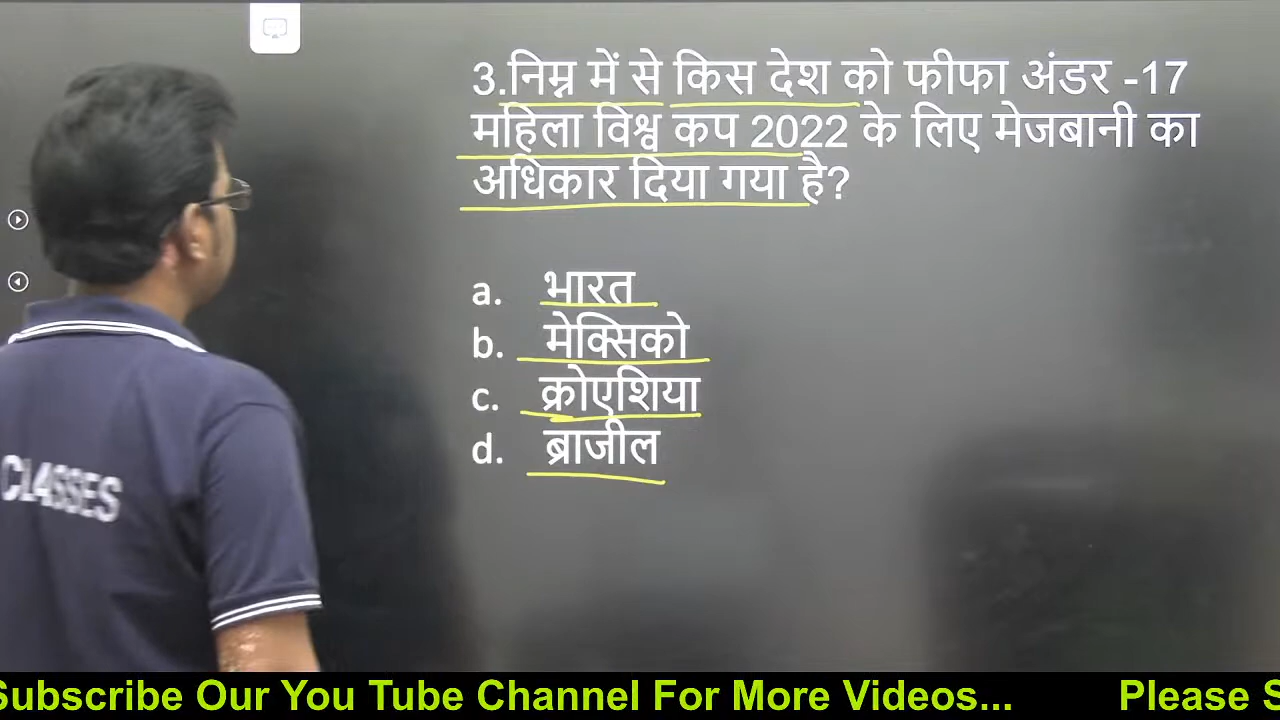 3.निम्न में से किस देश को फीफा अंडर -17
महिला विश्व कप 2022 के लिए मेजबानी का
अधिकार दिया गया है?
a. भारत
b. मेक्सिको
c. क्रोएशिया
d. ब्राजील
CLASSES
Subscribe Our You Tube Channel For More Videos... Please S